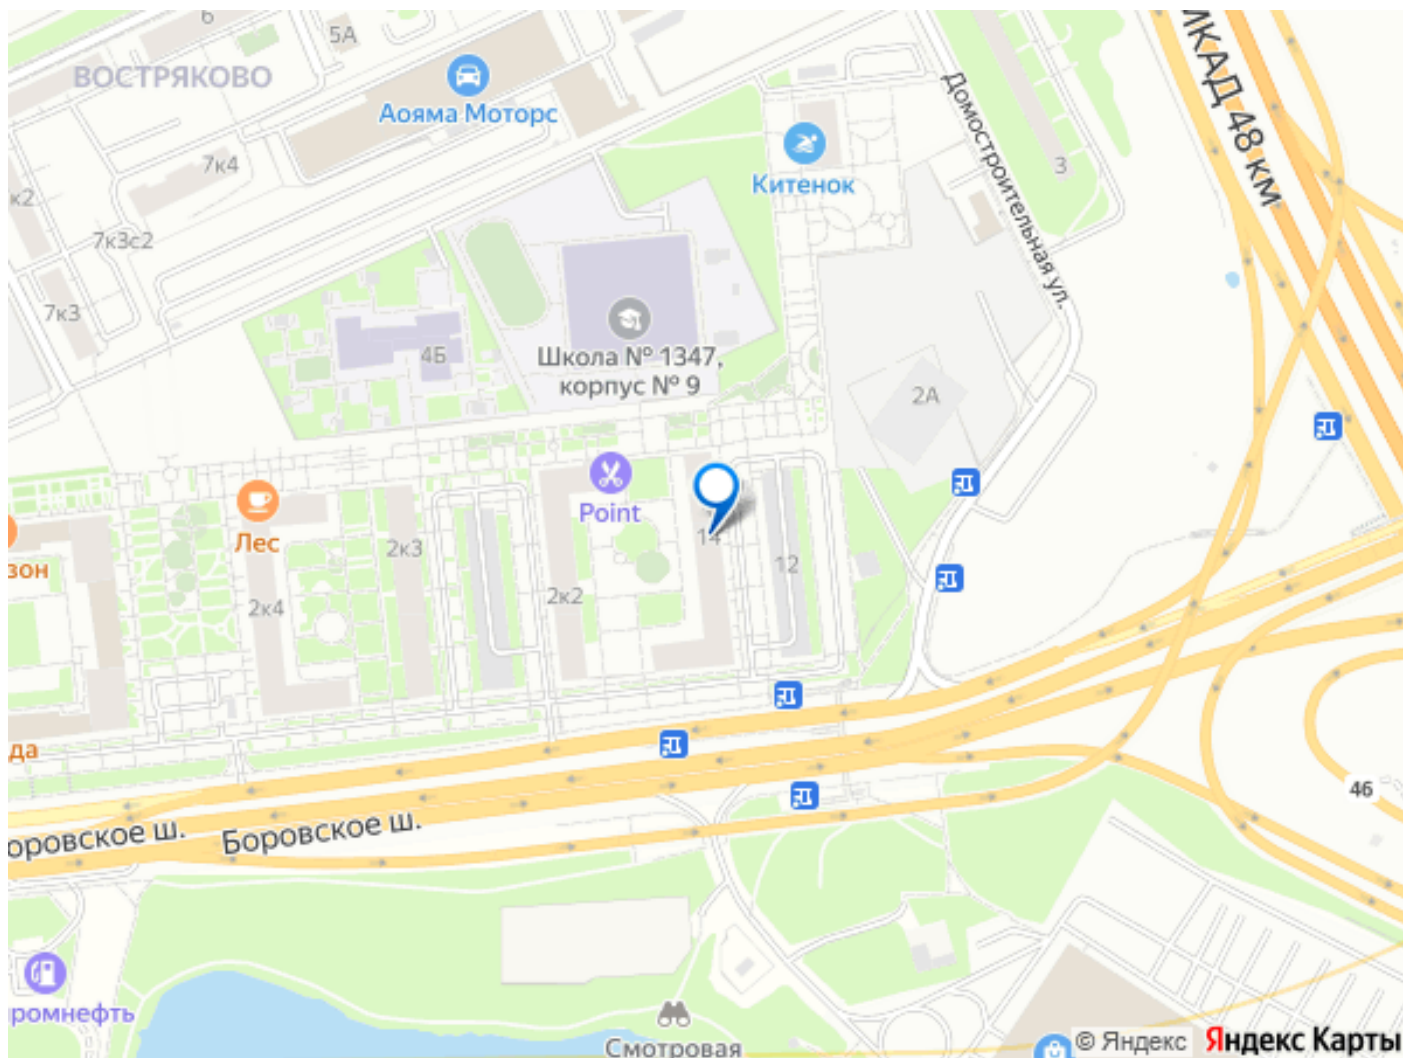 6
5А
ВОСТРЯКОВО
Аояма Моторс
МКАД 48 км
Домостроительная ул.
Китенок
3
7к4
к2
7к3с2
7к3
4Б
Школа № 1347,
корпус № 9
2А
Point
Лес
зон
2к3
14
12
2к2
2к4
да
46
Боровское ш.
оровское ш.
ромнефть
Смотровая
© Яндекс Яндекс Карты